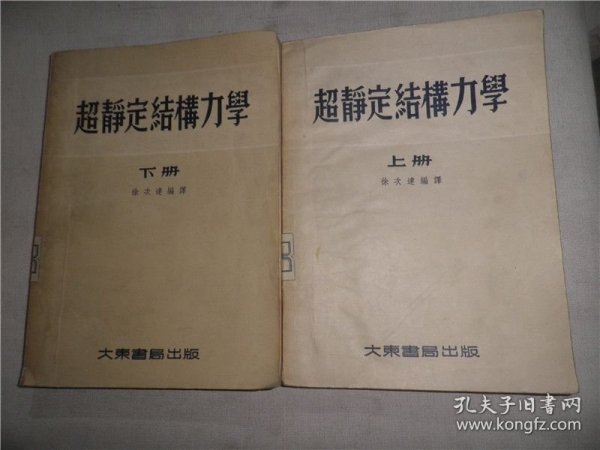 超靜定結構力學
下册
徐次達編譯
大東書局出版
超靜定結構力學
上册
徐次達編譯
大東書局出版
孔夫子旧书网
www.kongfz.com